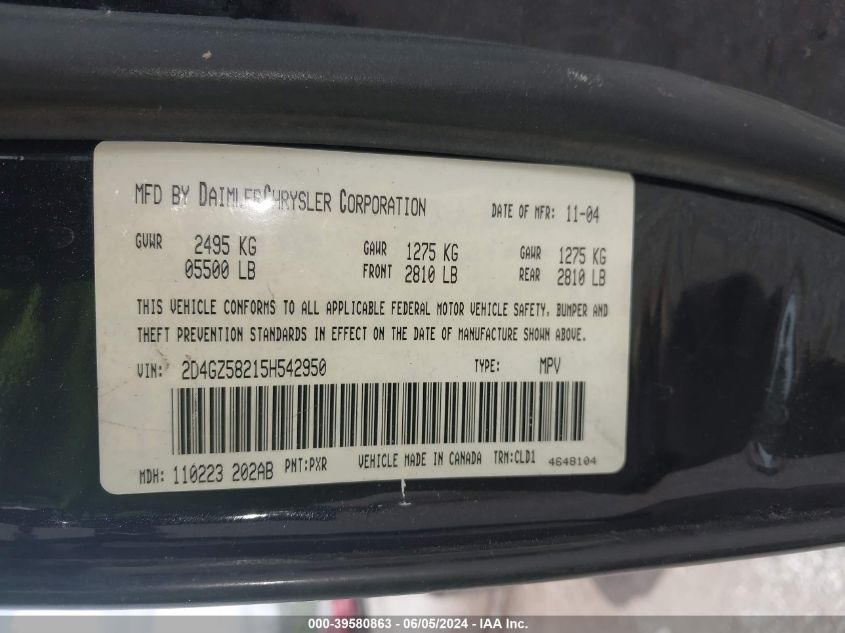 MFD BY DAIMLERCHRYSLER CORPORATION DATE OF MFR: 11-04
GVWR 2495 KG GAWR 1275 KG GAWR 1275 KG
05500 LB FRONT 2810 LB REAR 2810 LB
THIS VEHICLE CONFORMS TO ALL APPLICABLE FEDERAL MOTOR VEHICLE SAFETY, BUMPER AND
THEFT PREVENTION STANDARDS IN EFFECT ON THE DATE OF MANUFACTURE SHOWN ABOVE.
VIN: 2D4GZ58215H542950 TYPE: MPV
MDH: 110223 202AB PNT:PXR VEHICLE MADE IN CANADA TRM:CLD1 4648104
000-39580863 - 06/05/2024 - IAA Inc.